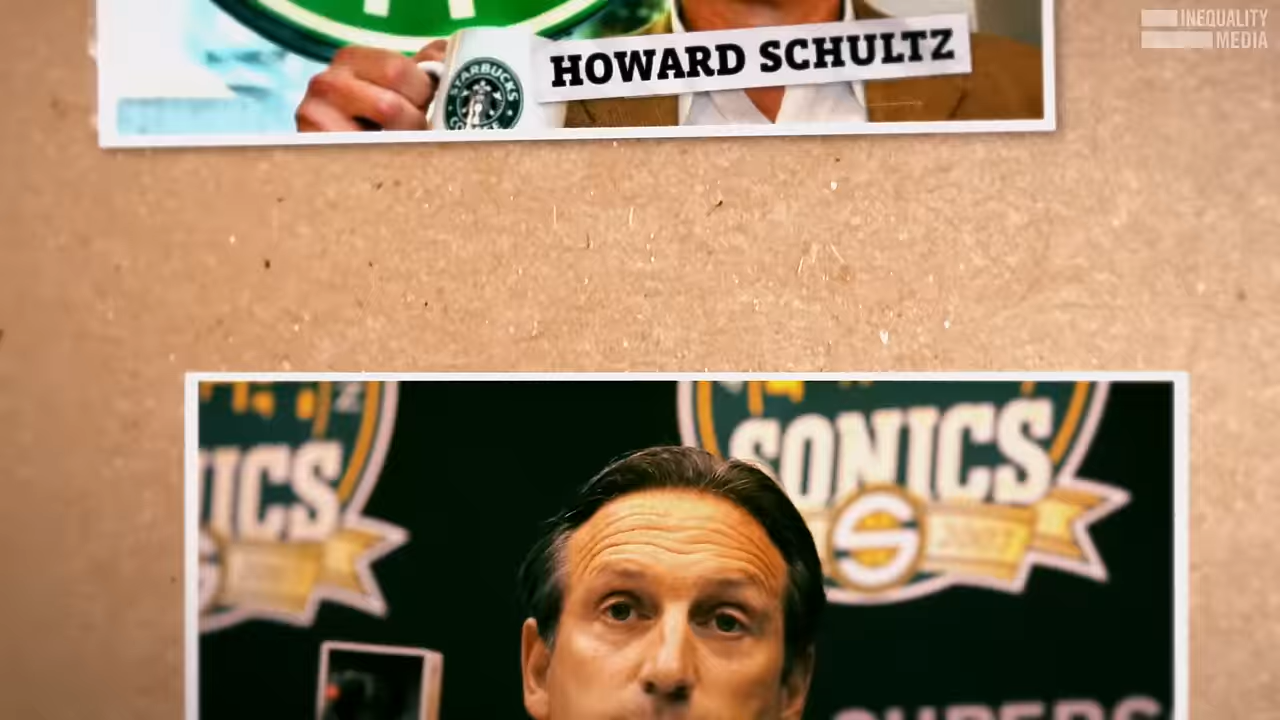 INEQUALITY
MEDIA
HOWARD SCHULTZ
STARBUCKS
SONICS